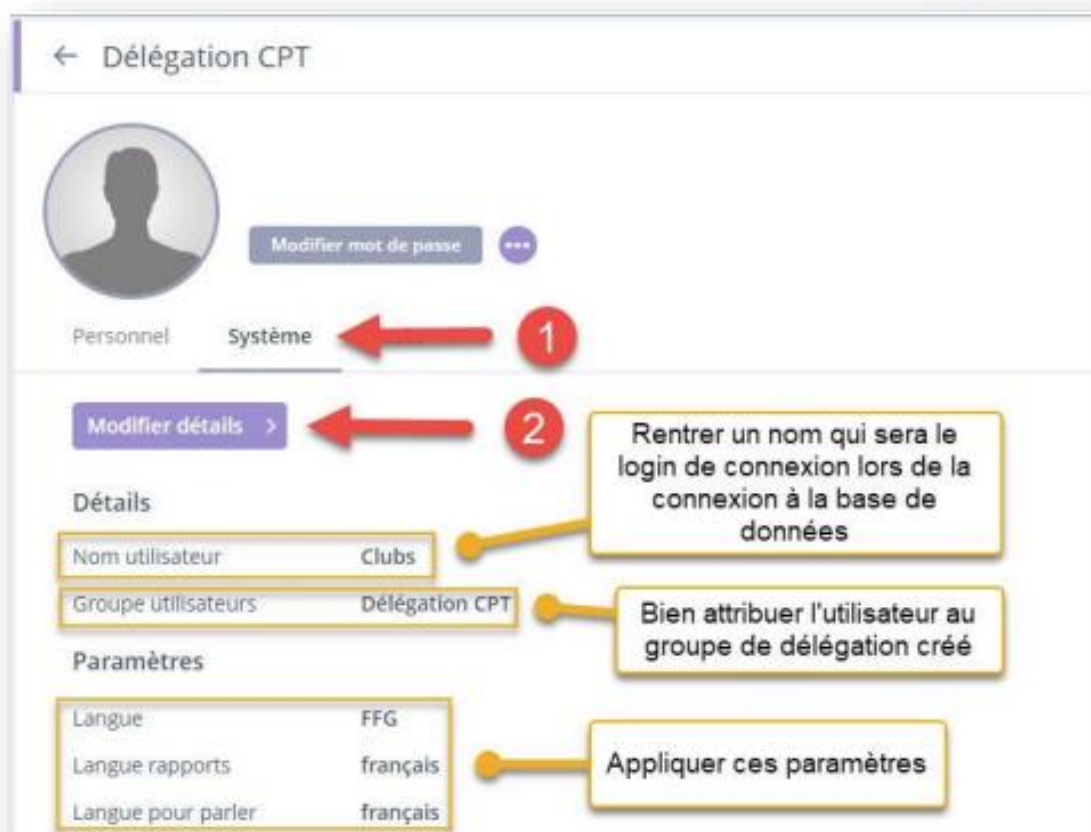 ← Délégation CPT
Modifier mot de passe
Personnel Système
1
Modifier détails >
2
Rentrer un nom qui sera le
login de connexion lors de la
connexion à la base de
données
Détails
Nom utilisateur Clubs
Groupe utilisateurs Délégation CPT
Bien attribuer l'utilisateur au
groupe de délégation créé
Paramètres
Langue FFG
Langue rapports français
Langue pour parler français
Appliquer ces paramètres